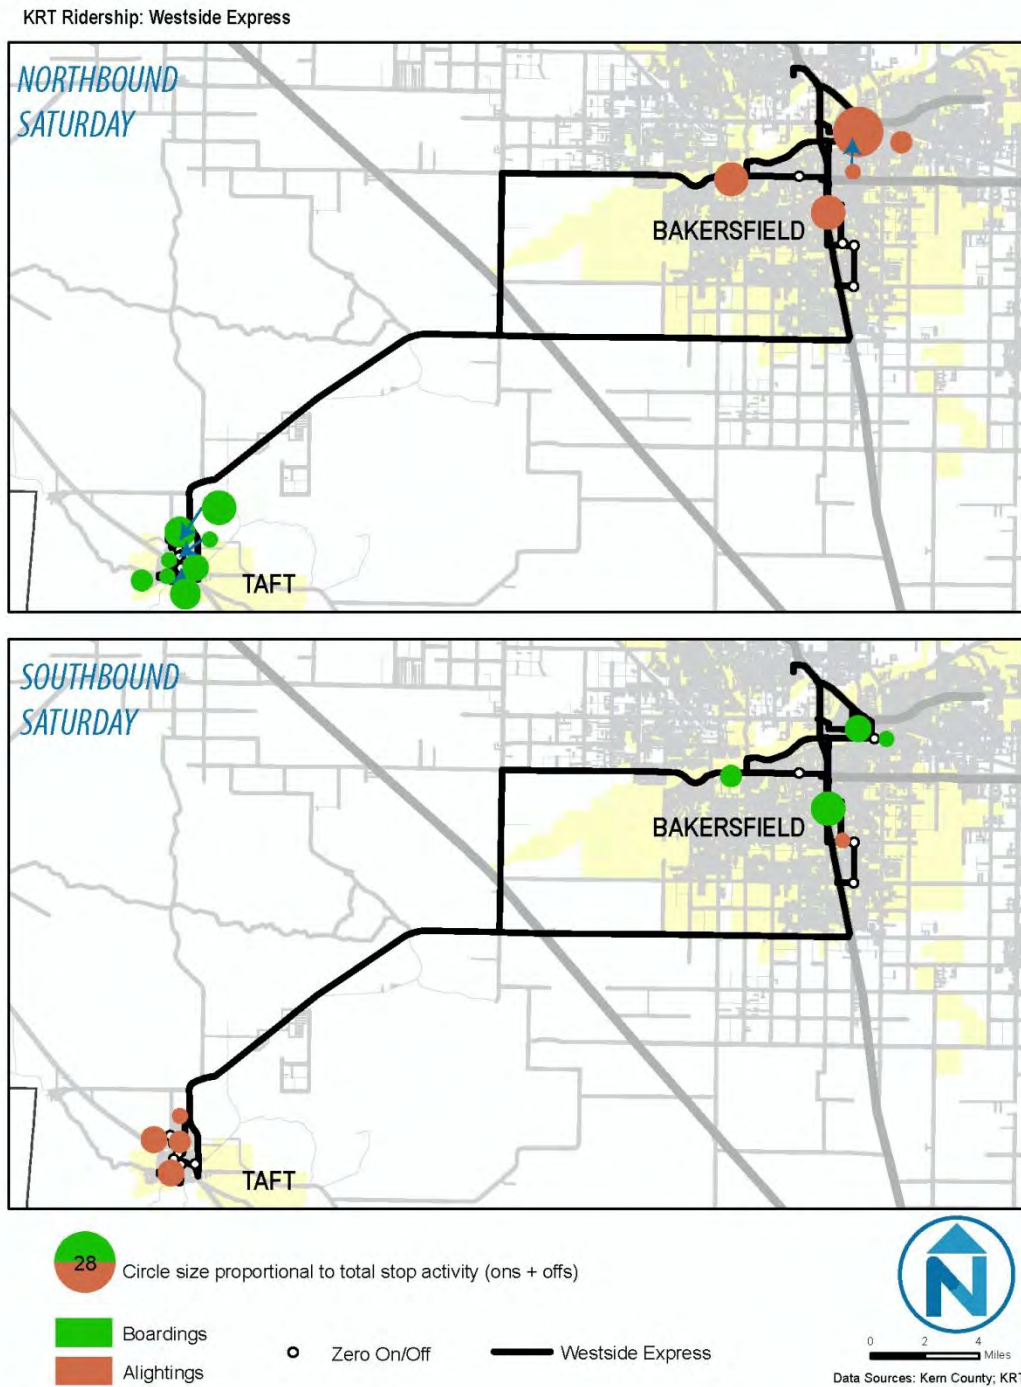 KRT Ridership: Westside Express
NORTHBOUND
SATURDAY
BAKERSFIELD
TAFT
SOUTHBOUND
SATURDAY
BAKERSFIELD
TAFT
28
Circle size proportional to total stop activity (ons + offs)
Boardings
Alightings
Zero On/Off
Westside Express
N
0 2 4
Miles
Data Sources: Kern County; KRT